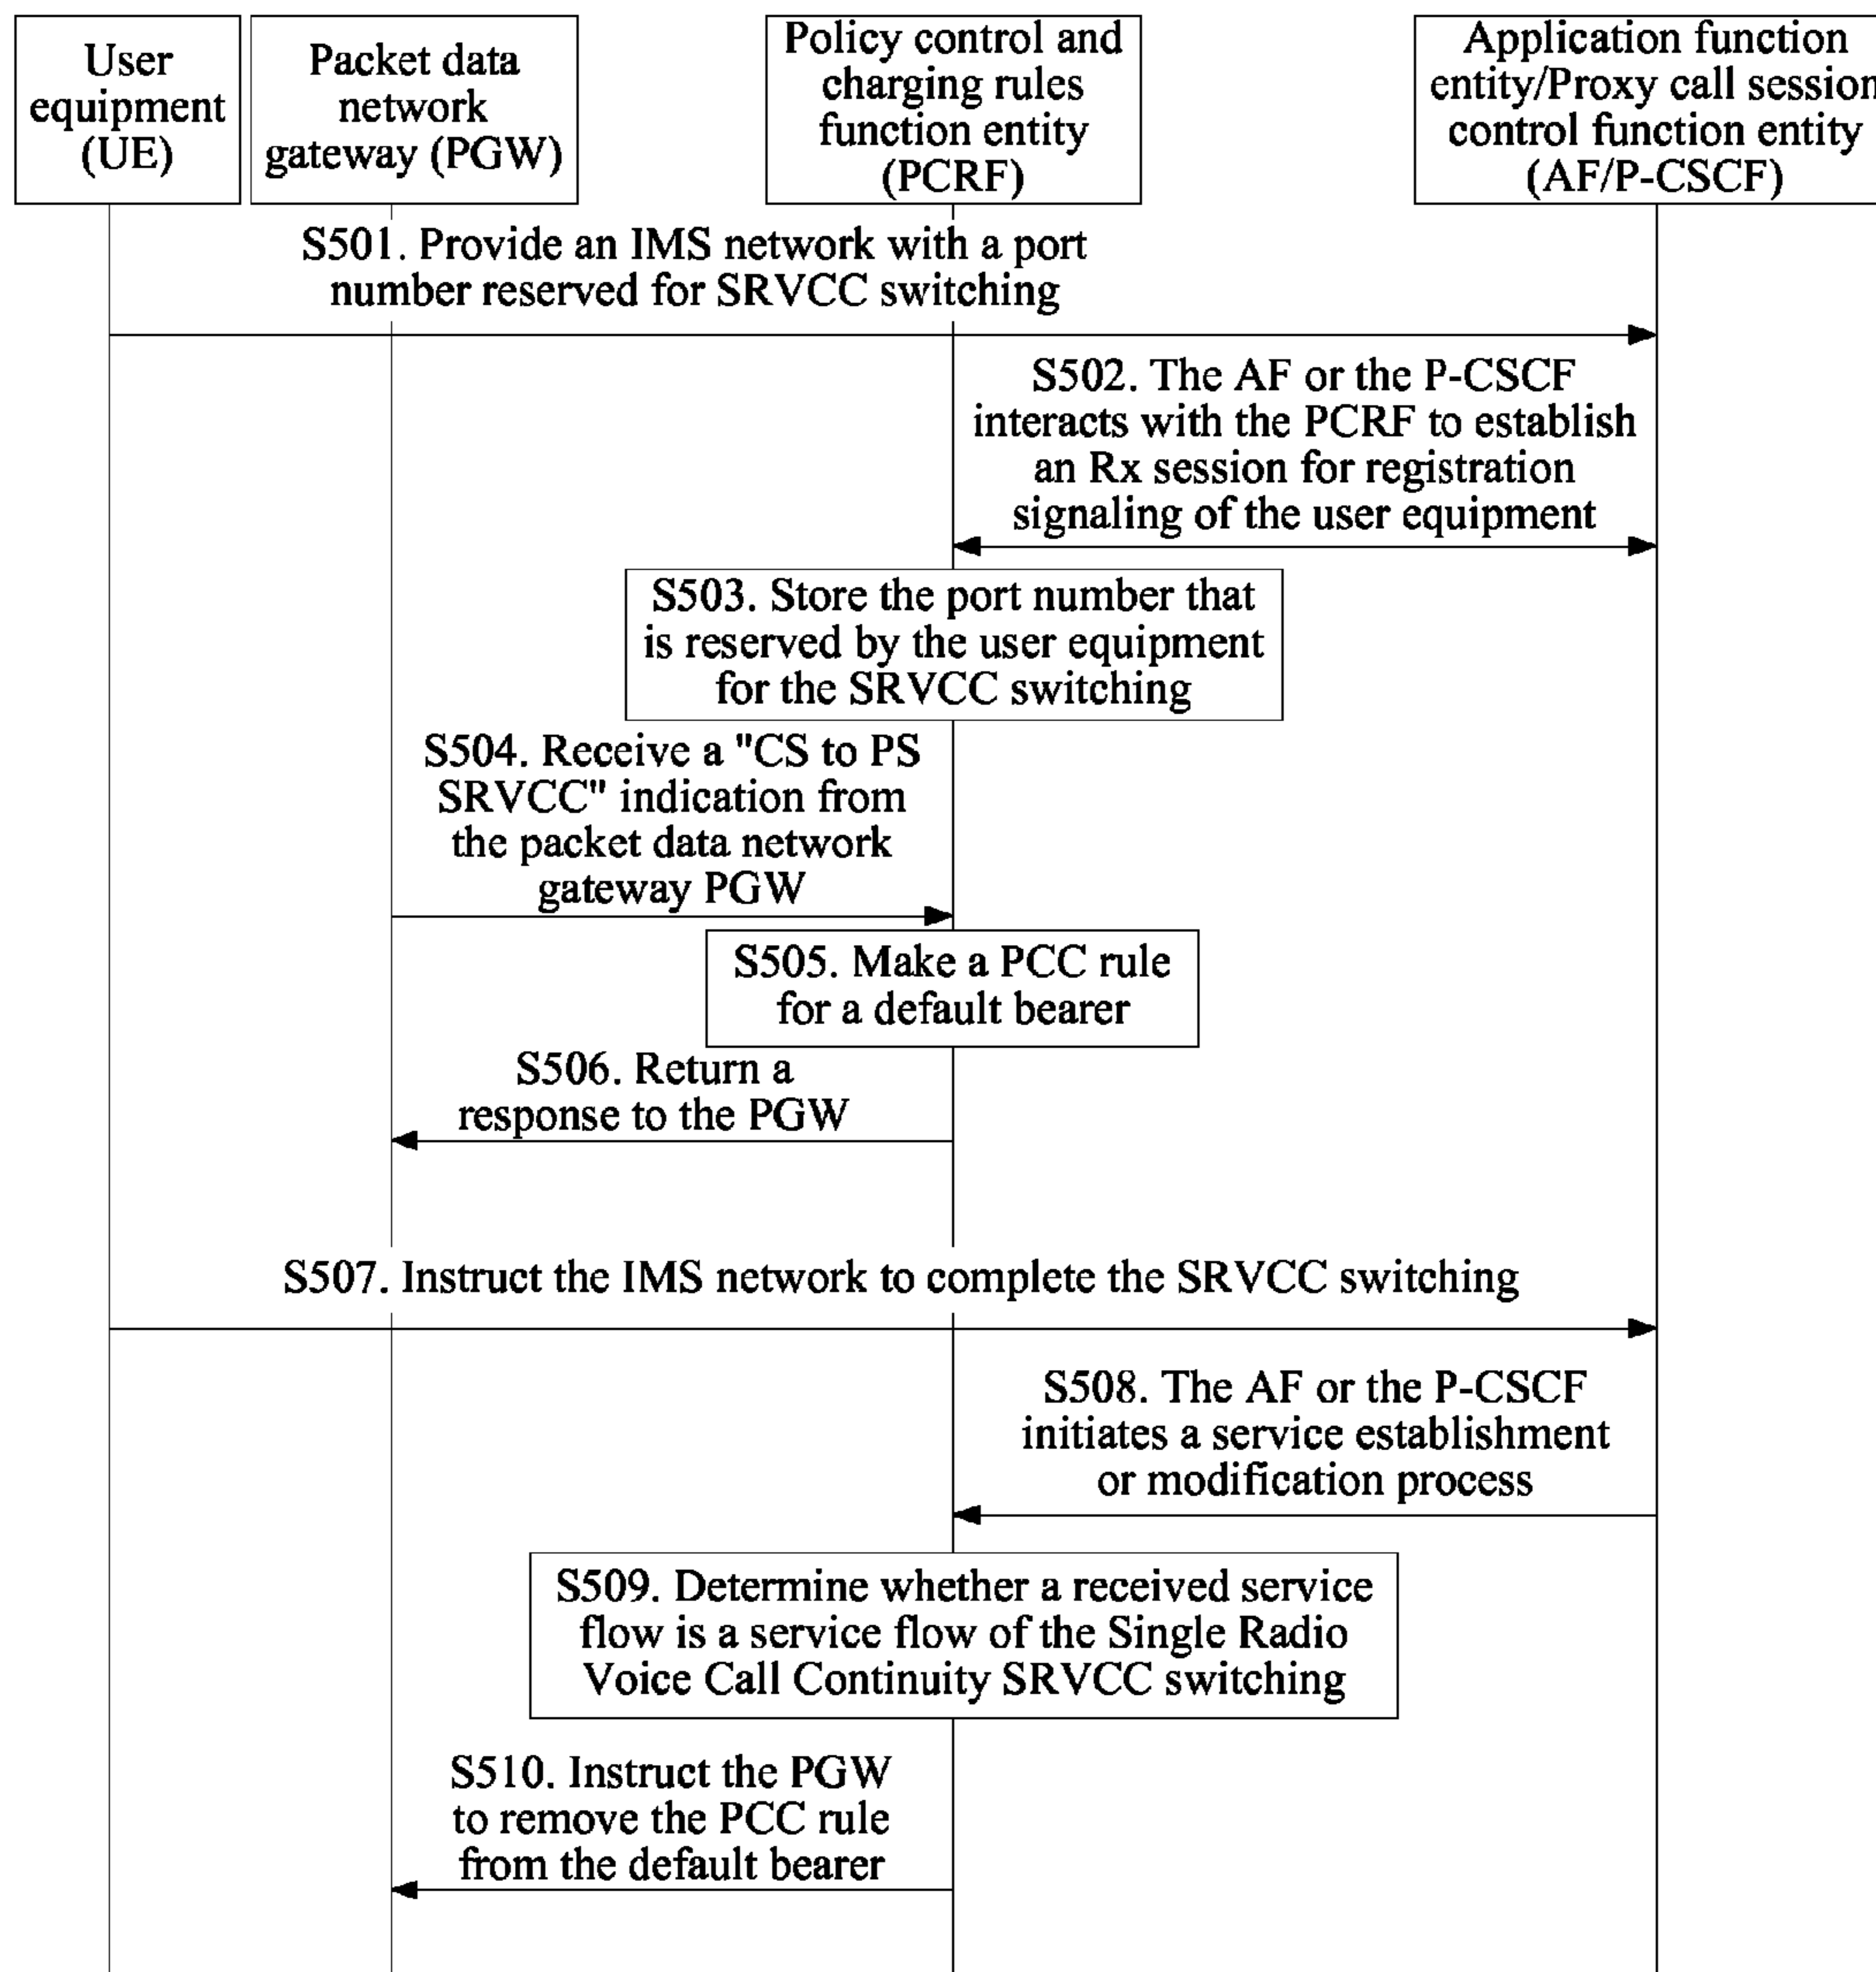 User
equipment
(UE)
Packet data
network
gateway (PGW)
Policy control and
charging rules
function entity
(PCRF)
Application function
entity/Proxy call session
control function entity
(AF/P-CSCF)
S501. Provide an IMS network with a port
number reserved for SRVCC switching
S502. The AF or the P-CSCF
interacts with the PCRF to establish
an Rx session for registration
signaling of the user equipment
S503. Store the port number that
is reserved by the user equipment
for the SRVCC switching
S504. Receive a "CS to PS
SRVCC" indication from
the packet data network
gateway PGW
S505. Make a PCC rule
for a default bearer
S506. Return a
response to the PGW
S507. Instruct the IMS network to complete the SRVCC switching
S508. The AF or the P-CSCF
initiates a service establishment
or modification process
S509. Determine whether a received service
flow is a service flow of the Single Radio
Voice Call Continuity SRVCC switching
S510. Instruct the PGW
to remove the PCC rule
from the default bearer